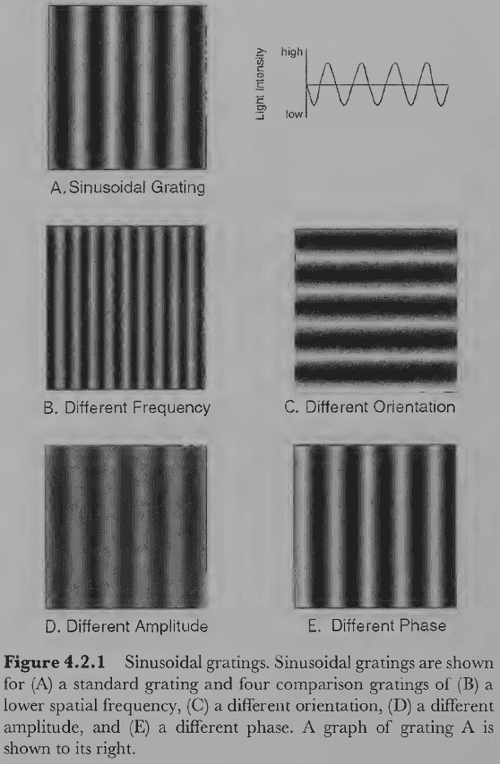 high
Light Intensity
low
A. Sinusoidal Grating
B. Different Frequency
C. Different Orientation
D. Different Amplitude
E. Different Phase
Figure 4.2.1 Sinusoidal gratings. Sinusoidal gratings are shown
for (A) a standard grating and four comparison gratings of (B) a
lower spatial frequency, (C) a different orientation, (D) a different
amplitude, and (E) a different phase. A graph of grating A is
shown to its right.